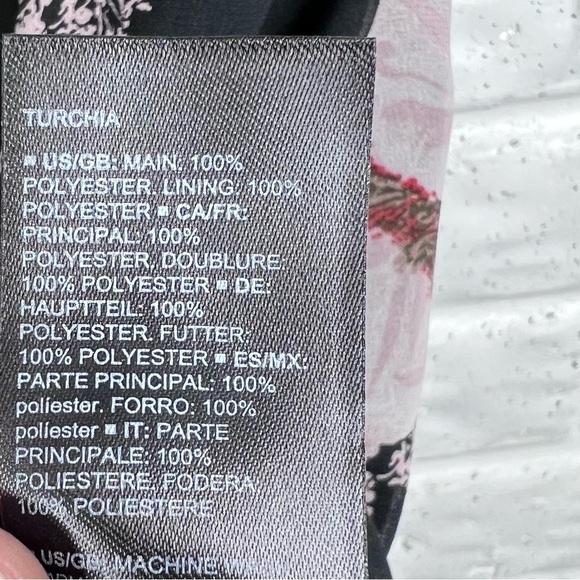 TURCHIA
▪ US/GB: MAIN: 100%
POLYESTER. LINING: 100%
POLYESTER ▪ CA/FR:
PRINCIPAL: 100%
POLYESTER. DOUBLURE
100% POLYESTER ▪ DE:
HAUPTTEIL: 100%
POLYESTER. FUTTER:
100% POLYESTER ▪ ES/MX:
PARTE PRINCIPAL: 100%
poliester. FORRO: 100%
poliester ▪ IT: PARTE
PRINCIPALE: 100%
POLIESTERE. FODERA
100% POLIESTERE
US/GB: MACHINE